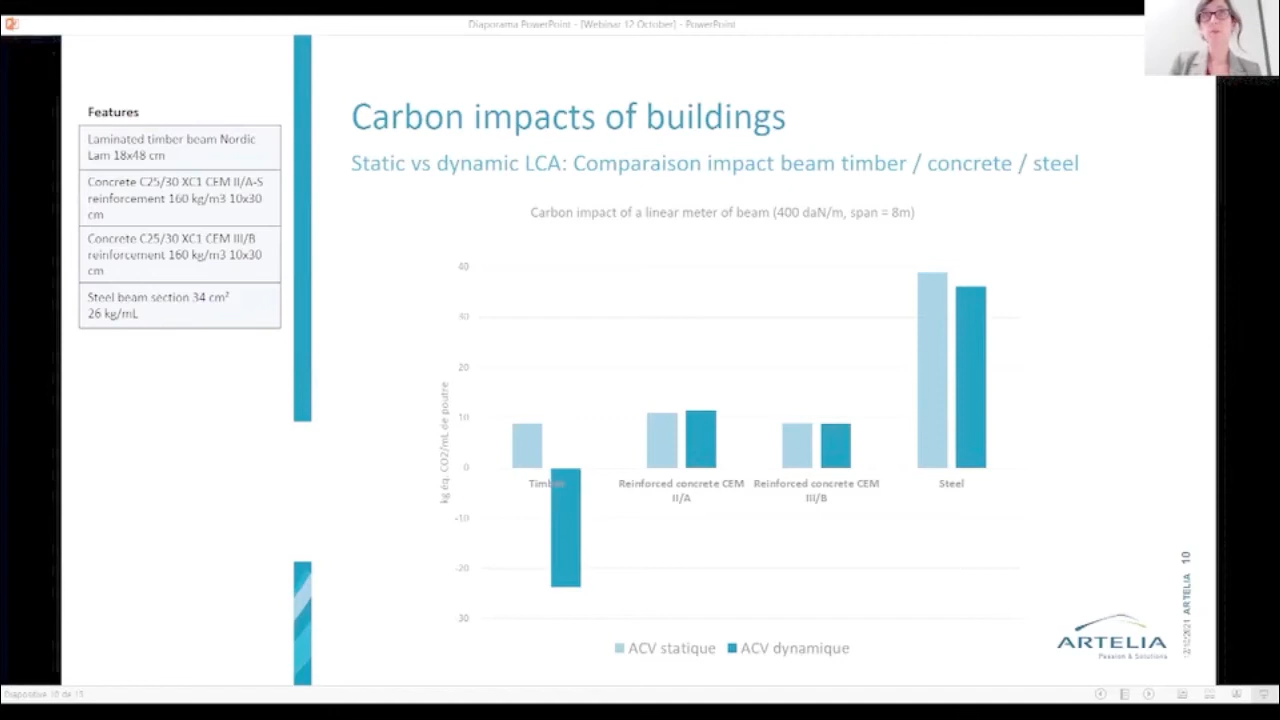 Diaporama PowerPoint - [Webinar 12 October] - PowerPoint
Features
Laminated timber beam Nordic
Lam 18x48 cm
Concrete C25/30 XC1 CEM II/A-S
reinforcement 160 kg/m3 10x30
cm
Concrete C25/30 XC1 CEM III/B
reinforcement 160 kg/m3 10x30
cm
Steel beam section 34 cm²
26 kg/mL
Carbon impacts of buildings
Static vs dynamic LCA: Comparaison impact beam timber / concrete / steel
Carbon impact of a linear meter of beam (400 daN/m, span = 8m)
kg éq. CO2/mL de poutre
40
30
20
10
0
-10
-20
30
Timber
Reinforced concrete CEM
II/A
Reinforced concrete CEM
III/B
Steel
ACV statique
ACV dynamique
ARTELIA
Passion & Solutions
12/10/2021 ARTELIA 10
Diapositive 10 de 13